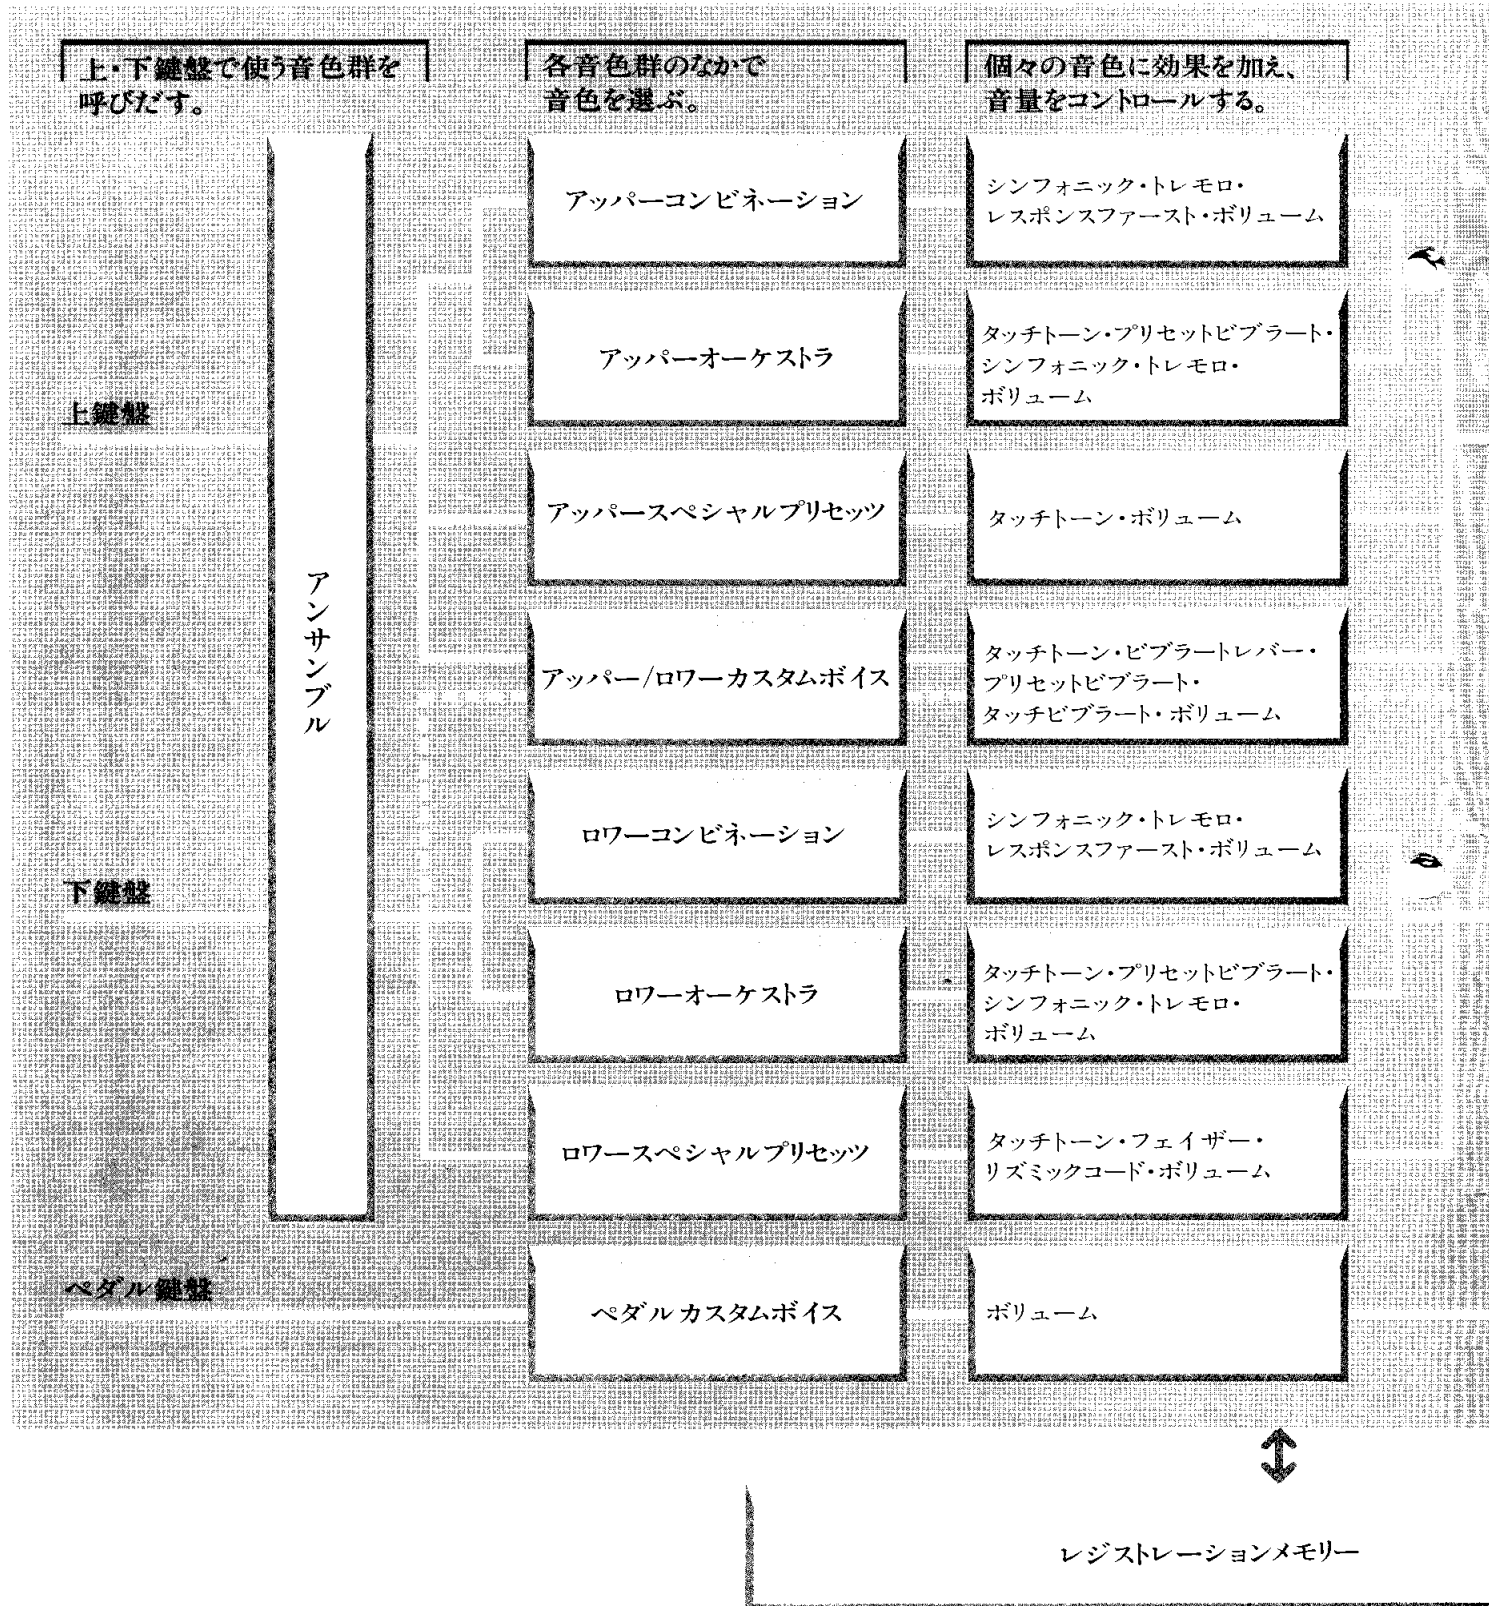 上・下鍵盤で使う音色群を
呼びだす。
各音色群のなかで
音色を選ぶ。
個々の音色に効果を加え、
音量をコントロールする。
上鍵盤
下鍵盤
ペダル鍵盤
アンサンブル
アッパーコンビネーション
シンフォニック・トレモロ・
レスポンスファースト・ボリューム
アッパーオーケストラ
タッチトーン・プリセットビブラート・
シンフォニック・トレモロ・
ボリューム
アッパースペシャルプリセッツ
タッチトーン・ボリューム
アッパー/ロワーカスタムボイス
タッチトーン・ビブラートレバー・
プリセットビブラート・
タッチビブラート・ボリューム
ロワーコンビネーション
シンフォニック・トレモロ・
レスポンスファースト・ボリューム
ロワーオーケストラ
タッチトーン・プリセットビブラート・
シンフォニック・トレモロ・
ボリューム
ロワースペシャルプリセッツ
タッチトーン・フェイザー・
リズミックコード・ボリューム
ペダルカスタムボイス
ボリューム
レジストレーションメモリー